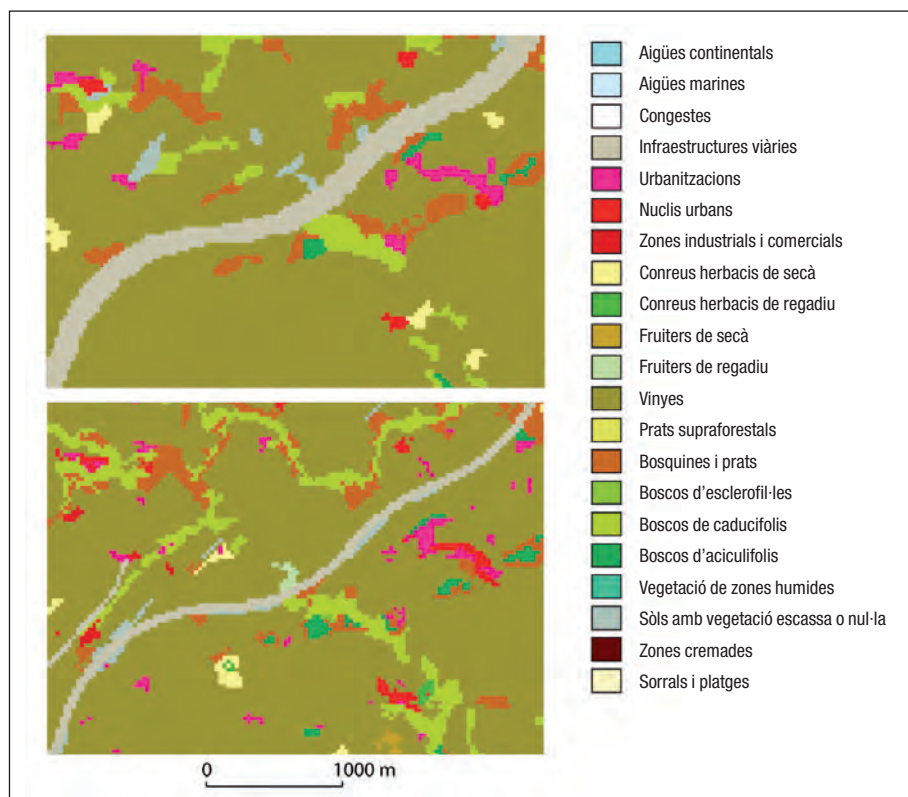 Aigües continentals
Aigües marines
Congestes
Infraestructures viàries
Urbanitzacions
Nuclis urbans
Zones industrials i comercials
Conreus herbacis de secà
Conreus herbacis de regadiu
Fruiters de secà
Fruiters de regadiu
Vinyes
Prats supraforestals
Bosquines i prats
Boscos d'esclerofil·les
Boscos de caducifolis
Boscos d'aciculifolis
Vegetació de zones humides
Sòls amb vegetació escassa o nul·la
Zones cremades
Sorrals i platges
0 1000 m